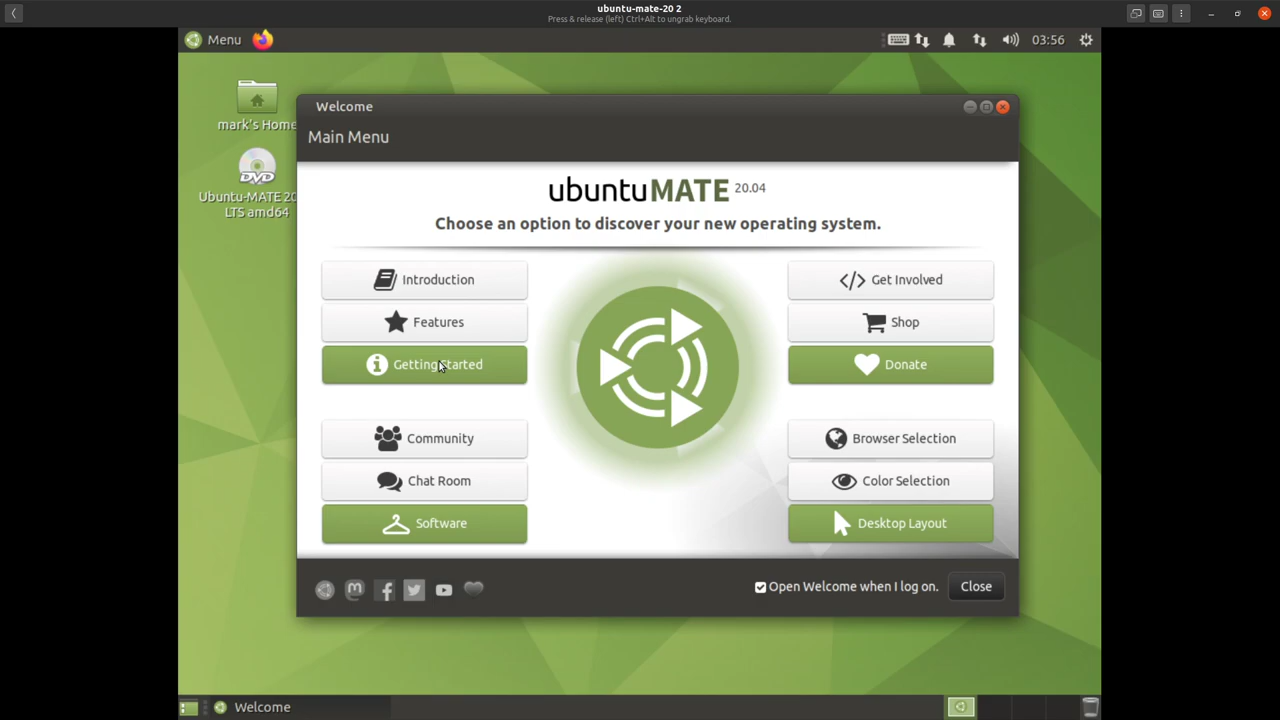 ubuntu-mate-20 2
Press & release (left) Ctrl+Alt to ungrab keyboard.
Menu
03:56
mark's Home
Ubuntu-MATE 20
LTS amd64
Welcome
Main Menu
ubuntuMATE 20.04
Choose an option to discover your new operating system.
Introduction
Features
Getting Started
Community
Chat Room
Software
Get Involved
Shop
Donate
Browser Selection
Color Selection
Desktop Layout
Open Welcome when I log on.
Close
Welcome